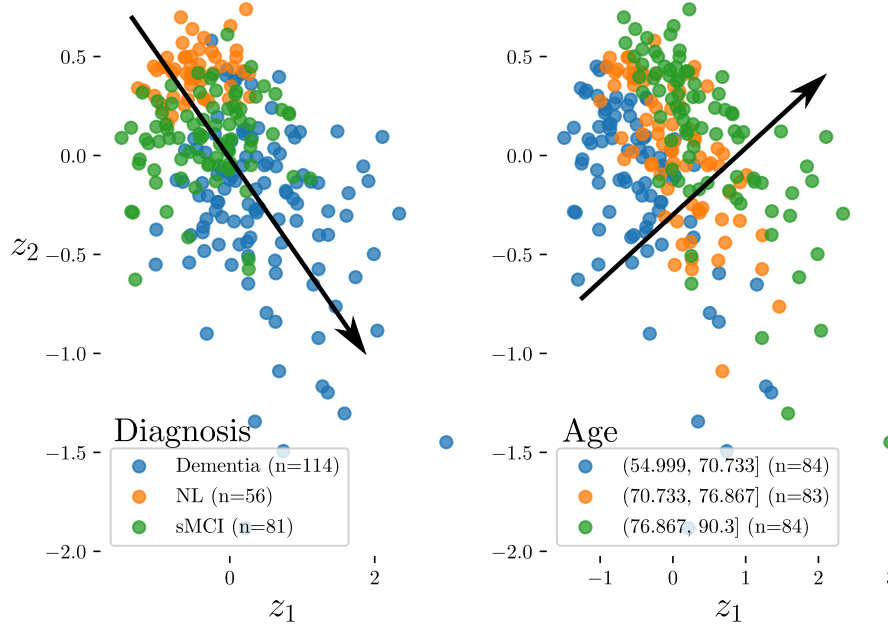 0.5
0.0
−0.5
−1.0
−1.5
−2.0
z2
Diagnosis
Dementia (n=114)
NL (n=56)
sMCI (n=81)
0
2
z1
0.5
0.0
−0.5
−1.0
−1.5
−2.0
Age
(54.999, 70.733] (n=84)
(70.733, 76.867] (n=83)
(76.867, 90.3] (n=84)
−1
0
1
2
z1